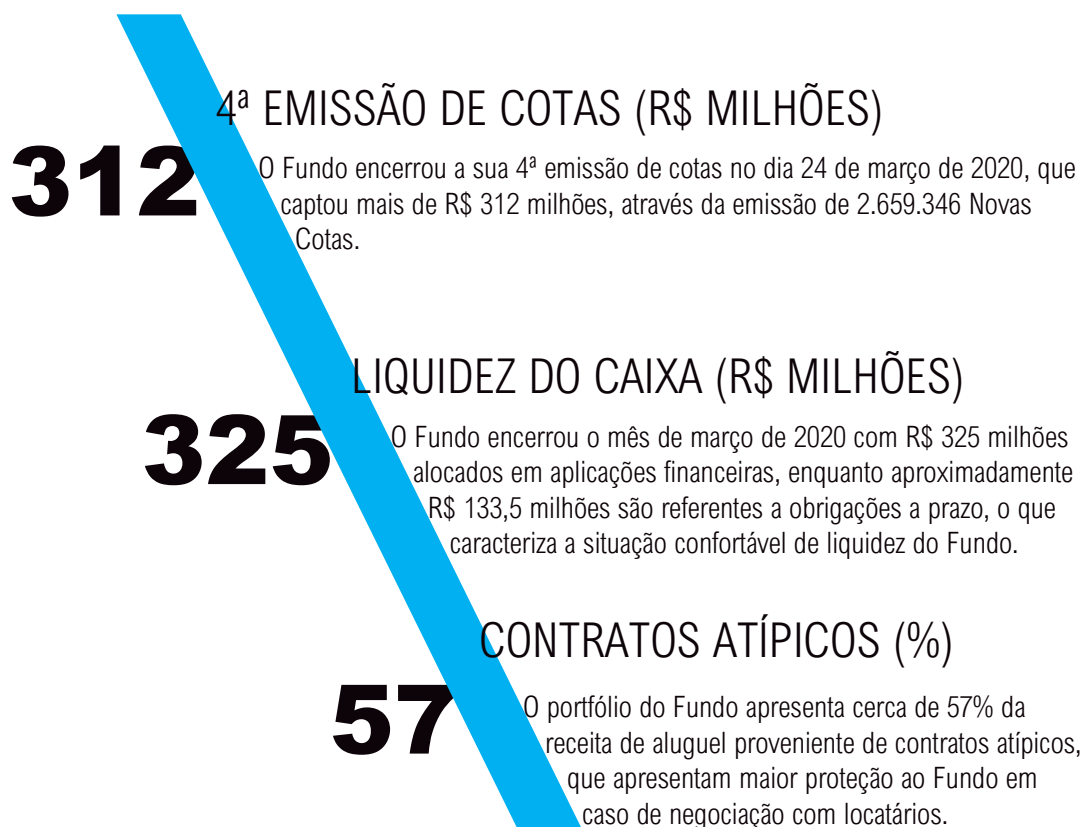 4ª EMISSÃO DE COTAS (R$ MILHÕES)
312
O Fundo encerrou a sua 4ª emissão de cotas no dia 24 de março de 2020, que
captou mais de R$ 312 milhões, através da emissão de 2.659.346 Novas
Cotas.
LIQUIDEZ DO CAIXA (R$ MILHÕES)
325
O Fundo encerrou o mês de março de 2020 com R$ 325 milhões
alocados em aplicações financeiras, enquanto aproximadamente
R$ 133,5 milhões são referentes a obrigações a prazo, o que
caracteriza a situação confortável de liquidez do Fundo.
CONTRATOS ATÍPICOS (%)
57
O portfólio do Fundo apresenta cerca de 57% da
receita de aluguel proveniente de contratos atípicos,
que apresentam maior proteção ao Fundo em
caso de negociação com locatários.